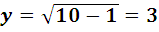 y = √(10 − 1) = 3